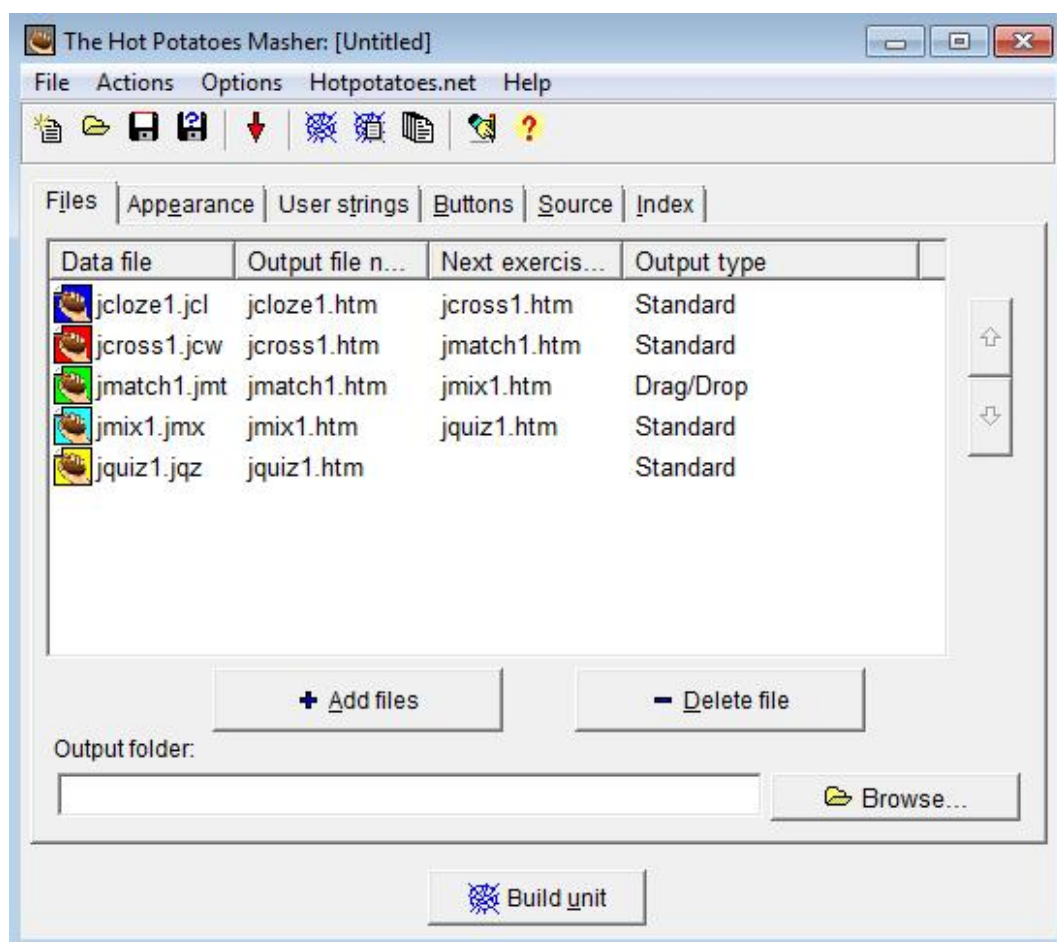 The Hot Potatoes Masher: [Untitled]
File Actions Options Hotpotatoes.net Help
Files Appearance User strings Buttons Source Index
Data file Output file n... Next exercis... Output type
jcloze1.jcl jcloze1.htm jcross1.htm Standard
jcross1.jcw jcross1.htm jmatch1.htm Standard
jmatch1.jmt jmatch1.htm jmix1.htm Drag/Drop
jmix1.jmx jmix1.htm jquiz1.htm Standard
jquiz1.jqz jquiz1.htm Standard
+ Add files - Delete file
Output folder:
Browse...
Build unit